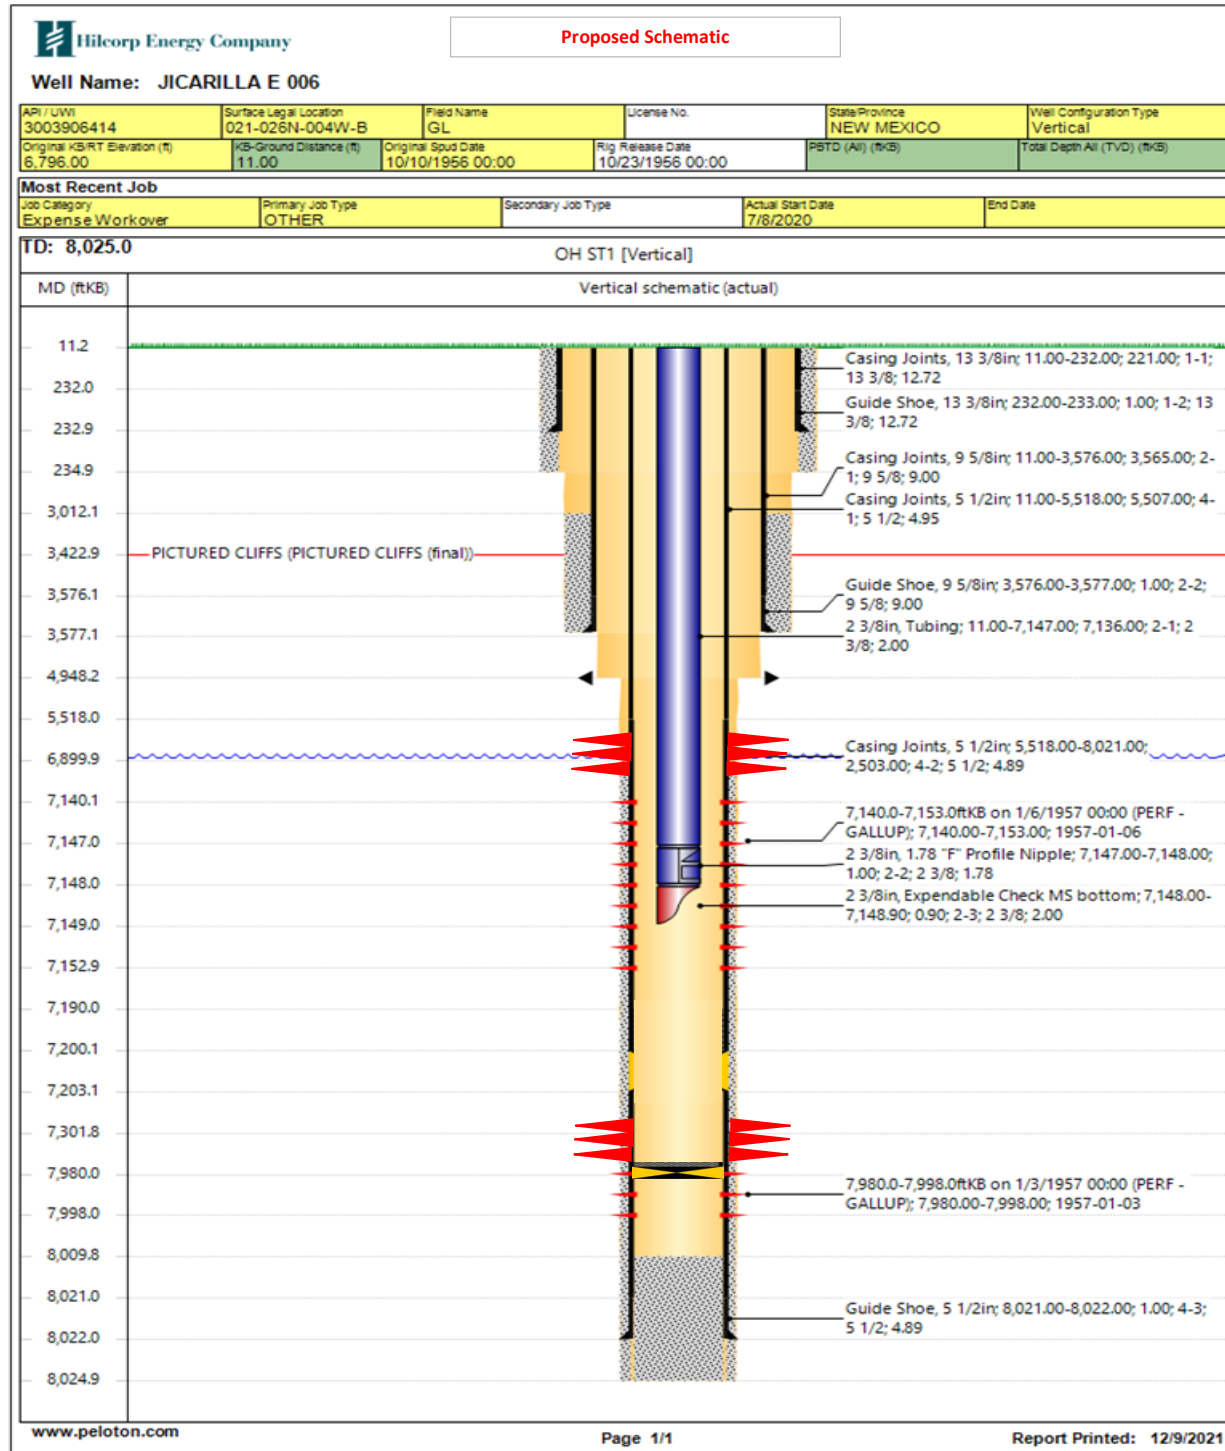 Hilcorp Energy Company
Proposed Schematic
Well Name: JICARILLA E 006
API / UWI
3003906414
Surface Legal Location
021-026N-004W-B
Field Name
GL
License No.
State/Province
NEW MEXICO
Well Configuration Type
Vertical
Original KB/RT Elevation (ft)
6,796.00
KB-Ground Distance (ft)
11.00
Original Spud Date
10/10/1956 00:00
Rig Release Date
10/23/1956 00:00
PBTD (All) (ftKB)
Total Depth All (TVD) (ftKB)
Most Recent Job
Job Category
Expense Workover
Primary Job Type
OTHER
Secondary Job Type
Actual Start Date
7/8/2020
End Date
TD: 8,025.0
OH ST1 [Vertical]
MD (ftKB)
Vertical schematic (actual)
11.2
232.0
232.9
234.9
3,012.1
3,422.9
3,576.1
3,577.1
4,948.2
5,518.0
6,899.9
7,140.1
7,147.0
7,148.0
7,149.0
7,152.9
7,190.0
7,200.1
7,203.1
7,301.8
7,980.0
7,998.0
8,009.8
8,021.0
8,022.0
8,024.9
PICTURED CLIFFS (PICTURED CLIFFS (final))
Casing Joints, 13 3/8in; 11.00-232.00; 221.00; 1-1;
13 3/8; 12.72
Guide Shoe, 13 3/8in; 232.00-233.00; 1.00; 1-2; 13
3/8; 12.72
Casing Joints, 9 5/8in; 11.00-3,576.00; 3,565.00; 2-
1; 9 5/8; 9.00
Casing Joints, 5 1/2in; 11.00-5,518.00; 5,507.00; 4-
1; 5 1/2; 4.95
Guide Shoe, 9 5/8in; 3,576.00-3,577.00; 1.00; 2-2;
9 5/8; 9.00
2 3/8in, Tubing; 11.00-7,147.00; 7,136.00; 2-1; 2
3/8; 2.00
Casing Joints, 5 1/2in; 5,518.00-8,021.00;
2,503.00; 4-2; 5 1/2; 4.89
7,140.0-7,153.0ftKB on 1/6/1957 00:00 (PERF -
GALLUP); 7,140.00-7,153.00; 1957-01-06
2 3/8in, 1.78 "F" Profile Nipple; 7,147.00-7,148.00;
1.00; 2-2; 2 3/8; 1.78
2 3/8in, Expendable Check MS bottom; 7,148.00-
7,148.90; 0.90; 2-3; 2 3/8; 2.00
7,980.0-7,998.0ftKB on 1/3/1957 00:00 (PERF -
GALLUP); 7,980.00-7,998.00; 1957-01-03
Guide Shoe, 5 1/2in; 8,021.00-8,022.00; 1.00; 4-3;
5 1/2; 4.89
www.peloton.com
Page 1/1
Report Printed: 12/9/2021